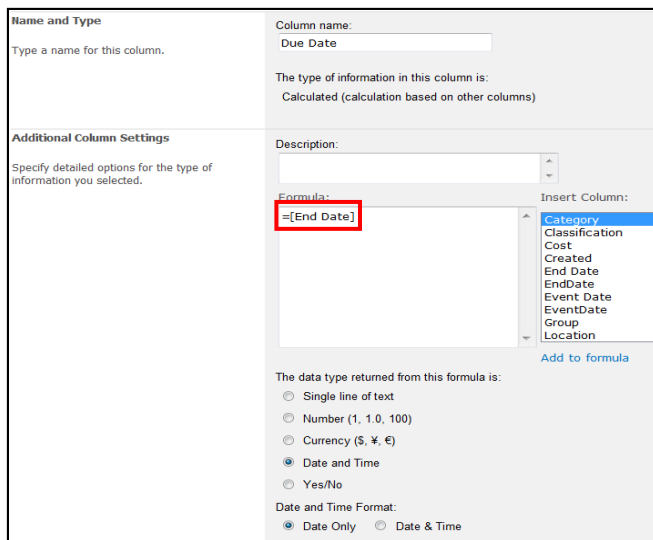 Name and Type
Type a name for this column.
Column name:
Due Date
The type of information in this column is:
Calculated (calculation based on other columns)
Additional Column Settings
Specify detailed options for the type of
information you selected.
Description:
Formula:
=[End Date]
Insert Column:
Category
Classification
Cost
Created
End Date
EndDate
Event Date
EventDate
Group
Location
Add to formula
The data type returned from this formula is:
Single line of text
Number (1, 1.0, 100)
Currency ($, ¥, €)
Date and Time
Yes/No
Date and Time Format:
Date Only
Date & Time